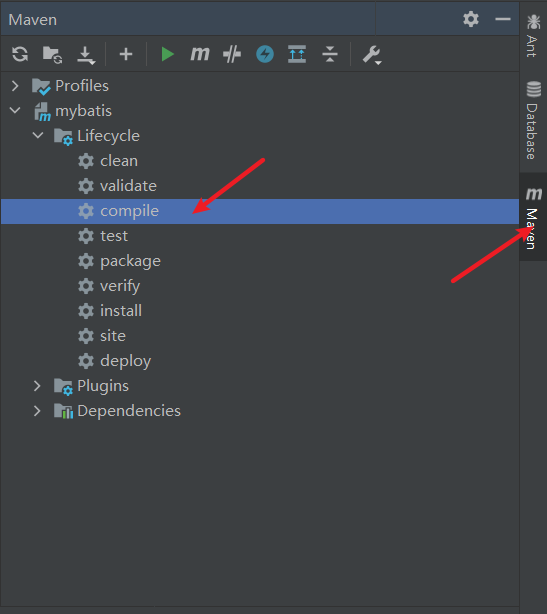 Maven
Profiles
mybatis
Lifecycle
clean
validate
compile
test
package
verify
install
site
deploy
Plugins
Dependencies
Ant
Database
Maven